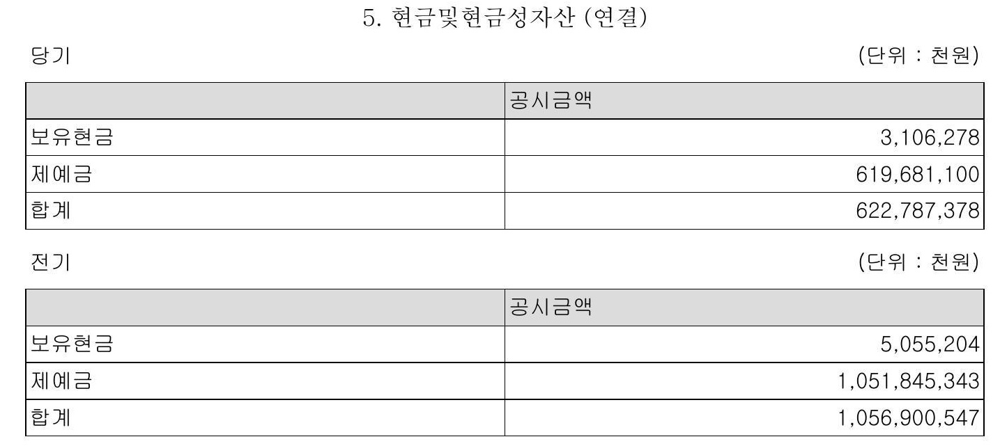 5. 현금및현금성자산 (연결)
당기 (단위 : 천원)
공시금액
보유현금 3,106,278
제예금 619,681,100
합계 622,787,378
전기 (단위 : 천원)
공시금액
보유현금 5,055,204
제예금 1,051,845,343
합계 1,056,900,547